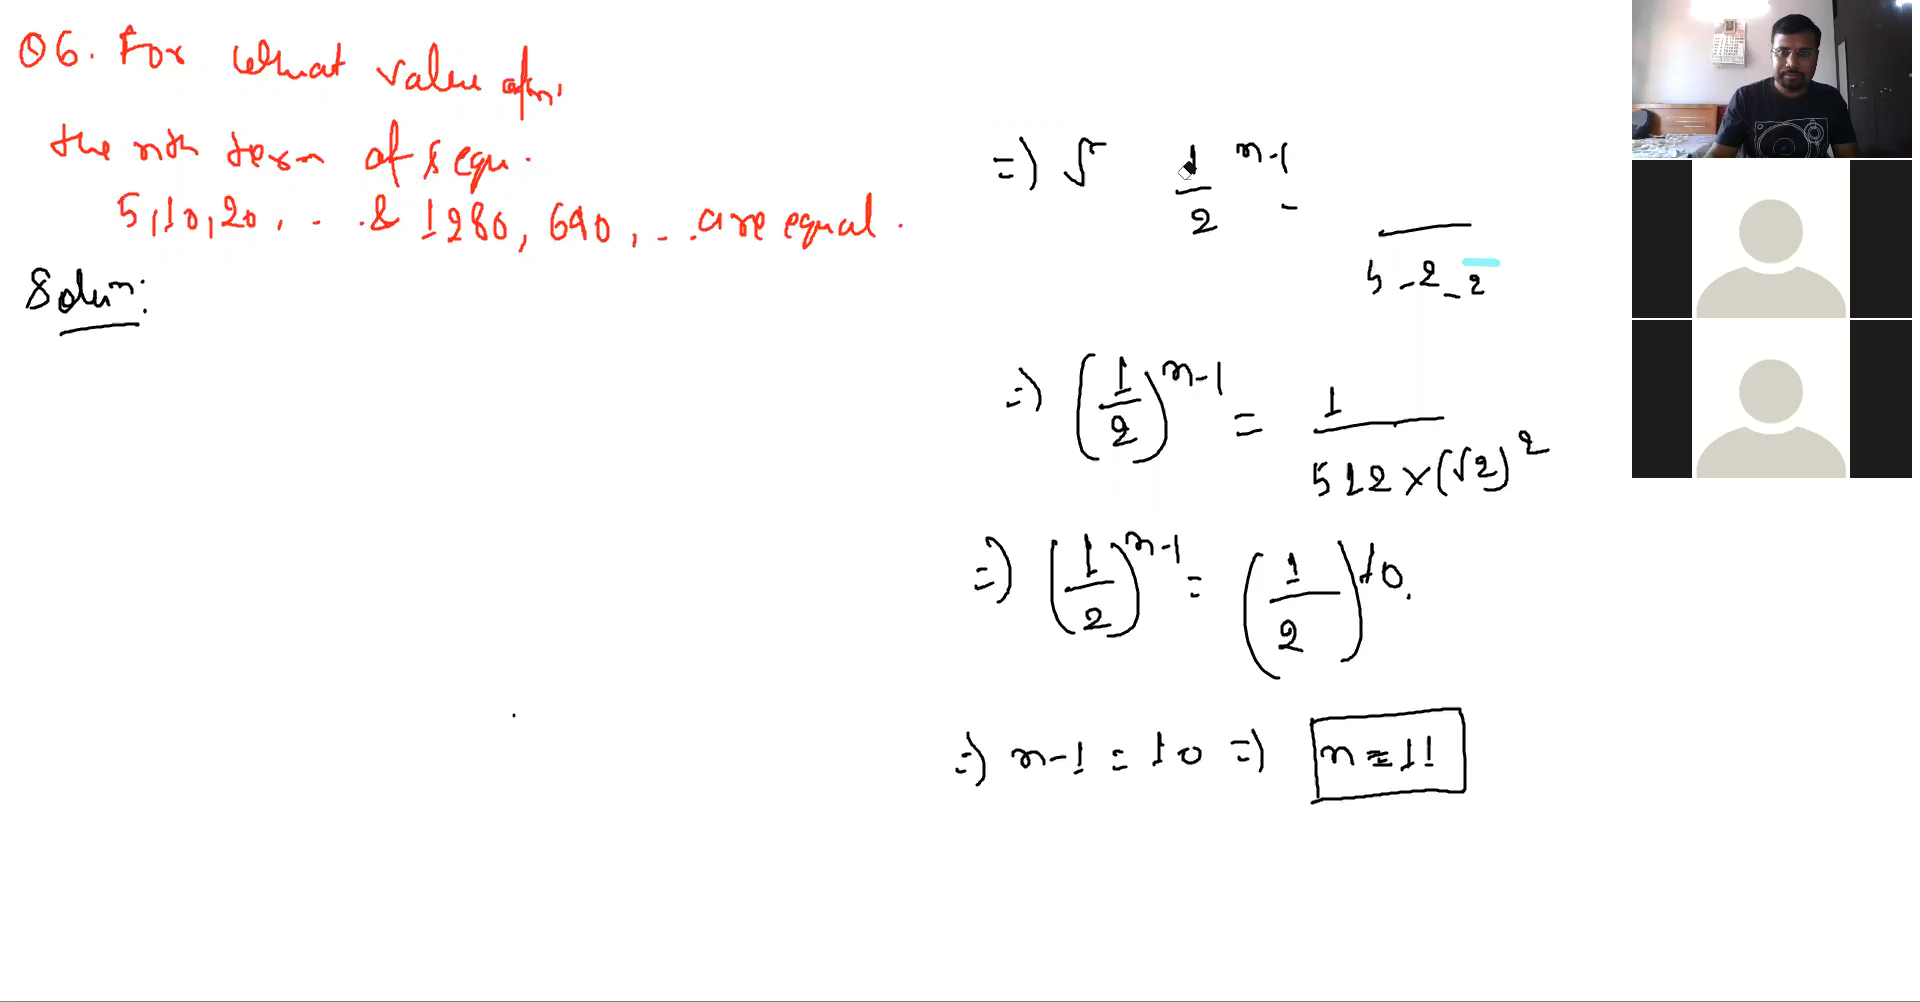 Q6. For what value of n,
the nth term of sequ.
5, 10, 20, . . . & 1280, 640, . . . are equal.
Soln:
=) √ 1/2 n-1 -
5 - 2 - 2
=) (1/2)^{n-1} = 1/(512×(√2)^2)
=) (1/2)^{n-1} = (1/2)^{10}.
=) n-1 = 10 =) n = 11